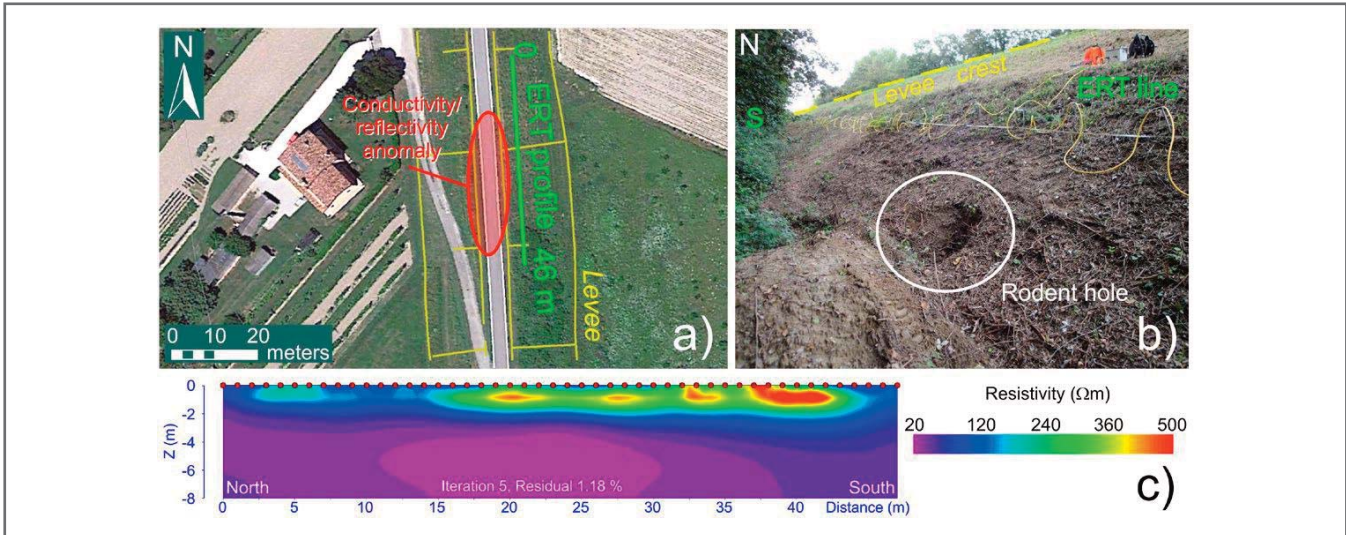 N
Conductivity/
reflectivity
anomaly
0 ERT profile 46 m
Levee
0 10 20
meters
a)
N
S
Levee crest
ERT line
Rodent hole
b)
0
-2
-4
-6
-8
Z (m)
North
Iteration 5, Residual 1.18 %
South
0 5 10 15 20 25 30 35 40 Distance (m)
Resistivity (Ωm)
20 120 240 360 500
c)